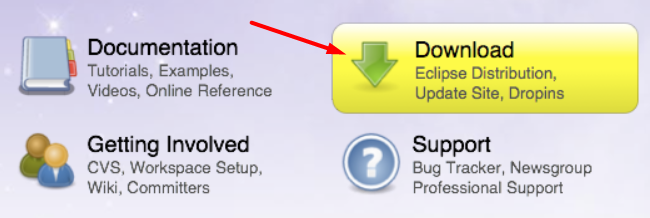 Documentation
Tutorials, Examples,
Videos, Online Reference
Download
Eclipse Distribution,
Update Site, Dropins
Getting Involved
CVS, Workspace Setup,
Wiki, Committers
Support
Bug Tracker, Newsgroup
Professional Support